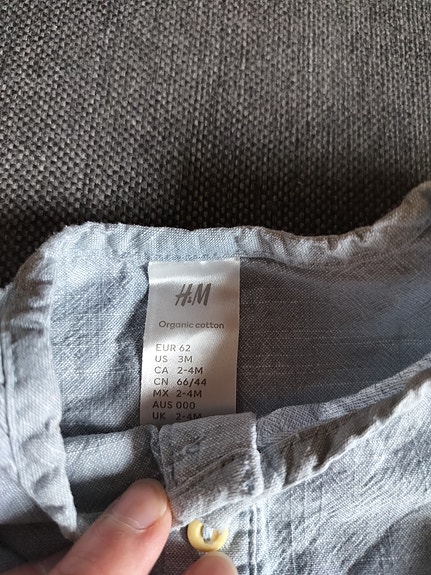 H&M
Organic cotton
EUR 62
US 3M
CA 2-4M
CN 66/44
MX 2-4M
AUS 000
UK 2-4M